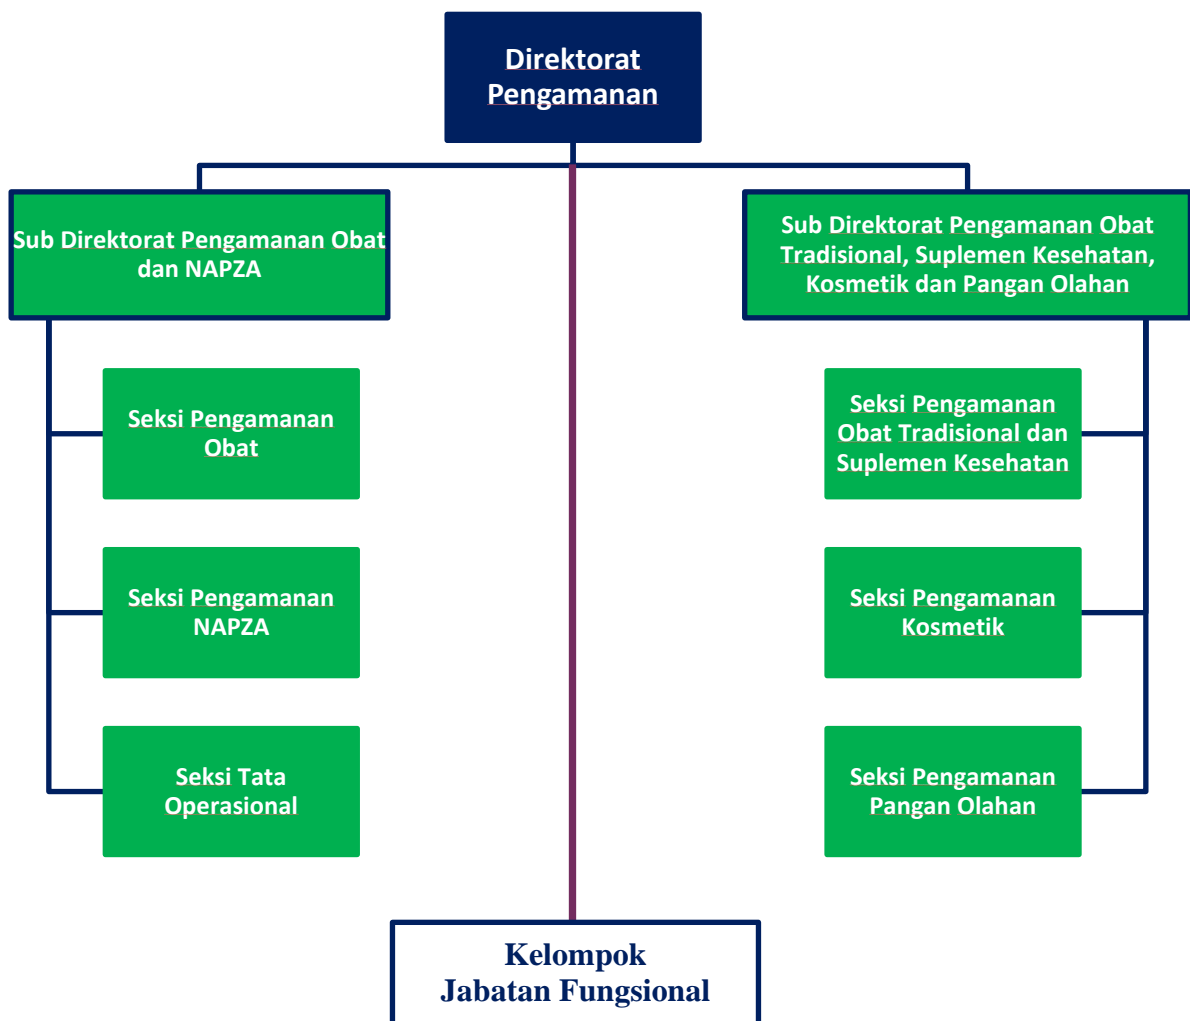 Direktorat
Pengamanan
Sub Direktorat Pengamanan Obat
dan NAPZA
Sub Direktorat Pengamanan Obat
Tradisional, Suplemen Kesehatan,
Kosmetik dan Pangan Olahan
Seksi Pengamanan
Obat
Seksi Pengamanan
Obat Tradisional dan
Suplemen Kesehatan
Seksi Pengamanan
NAPZA
Seksi Pengamanan
Kosmetik
Seksi Tata
Operasional
Seksi Pengamanan
Pangan Olahan
Kelompok
Jabatan Fungsional